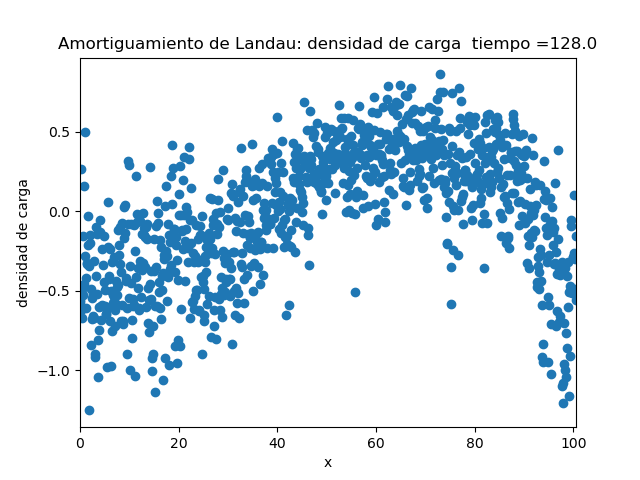 Amortiguamiento de Landau: densidad de carga  tiempo =128.0
densidad de carga
0.5
0.0
−0.5
−1.0
0 20 40 60 80 100
x